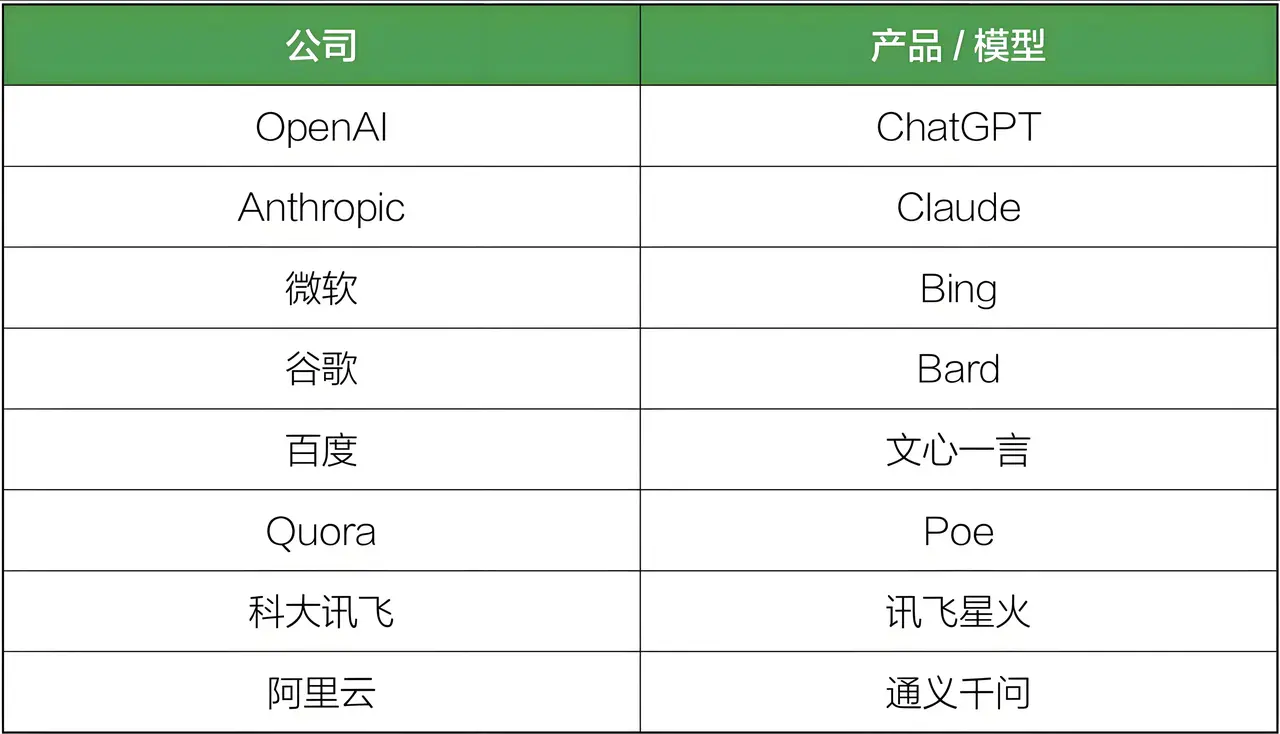 公司 产品 / 模型
OpenAI ChatGPT
Anthropic Claude
微软 Bing
谷歌 Bard
百度 文心一言
Quora Poe
科大讯飞 讯飞星火
阿里云 通义千问